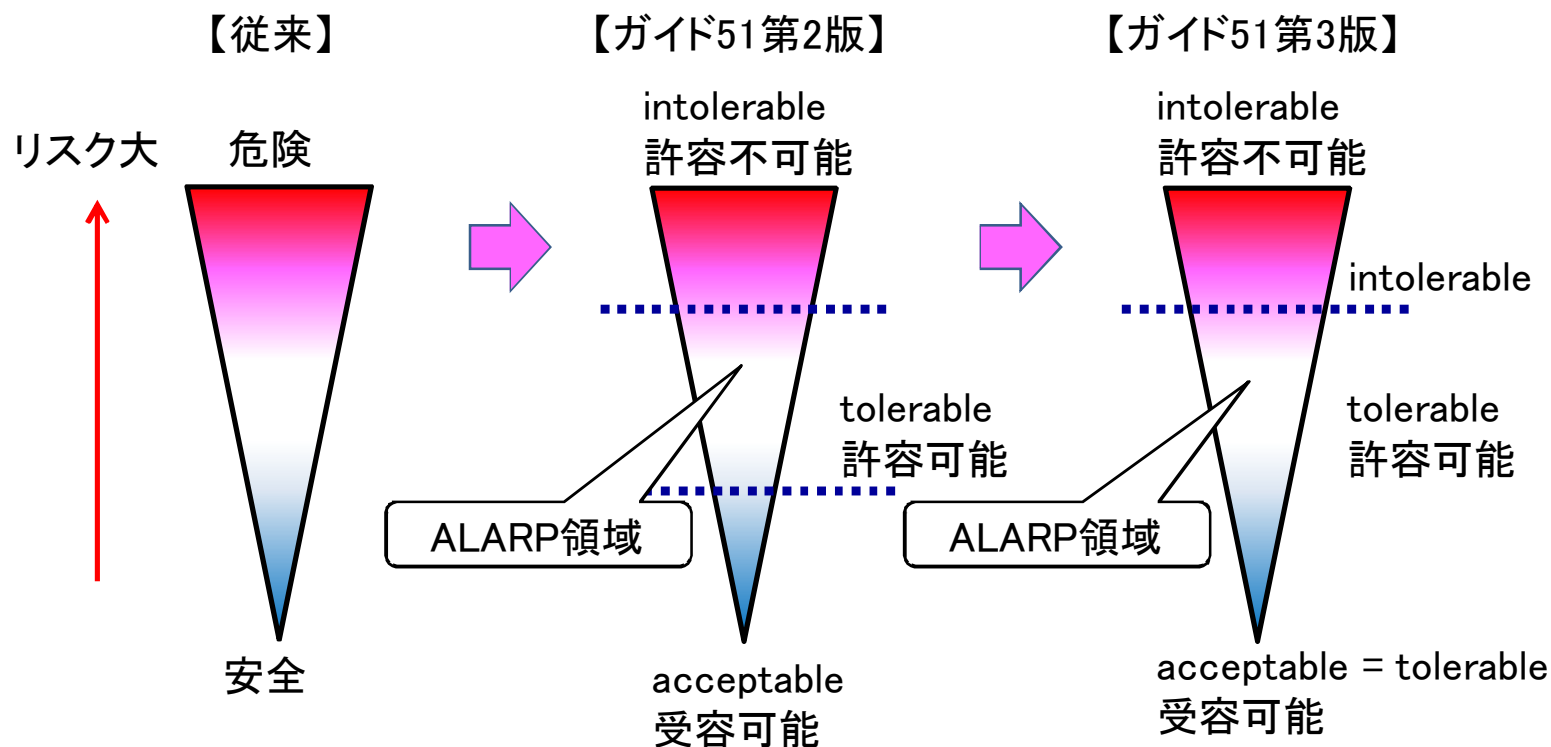 【従来】
【ガイド51第2版】
【ガイド51第3版】
リスク大
危険
安全
intolerable
許容不可能
tolerable
許容可能
ALARP領域
acceptable
受容可能
intolerable
許容不可能
intolerable
tolerable
許容可能
ALARP領域
acceptable = tolerable
受容可能